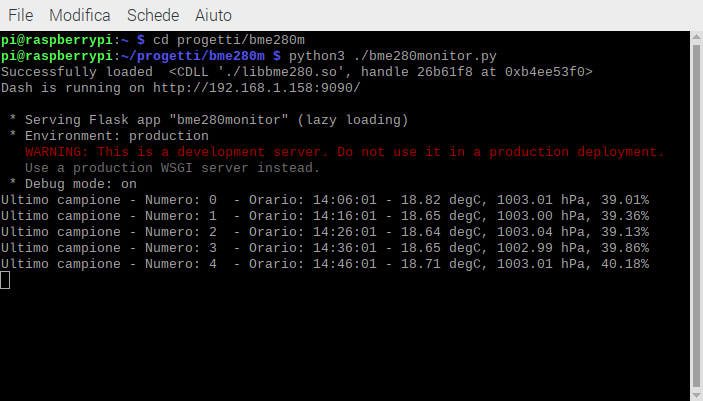 File Modifica Schede Aiuto
pi@raspberrypi:~ $ cd progetti/bme280m
pi@raspberrypi:~/progetti/bme280m $ python3 ./bme280monitor.py
Successfully loaded  <CDLL './libbme280.so', handle 26b61f8 at 0xb4ee53f0>
Dash is running on http://192.168.1.158:9090/
 * Serving Flask app "bme280monitor" (lazy loading)
 * Environment: production
   WARNING: This is a development server. Do not use it in a production deployment.
   Use a production WSGI server instead.
 * Debug mode: on
Ultimo campione - Numero: 0  - Orario: 14:06:01 - 18.82 degC, 1003.01 hPa, 39.01%
Ultimo campione - Numero: 1  - Orario: 14:16:01 - 18.65 degC, 1003.00 hPa, 39.36%
Ultimo campione - Numero: 2  - Orario: 14:26:01 - 18.64 degC, 1003.04 hPa, 39.13%
Ultimo campione - Numero: 3  - Orario: 14:36:01 - 18.65 degC, 1002.99 hPa, 39.86%
Ultimo campione - Numero: 4  - Orario: 14:46:01 - 18.71 degC, 1003.01 hPa, 40.18%